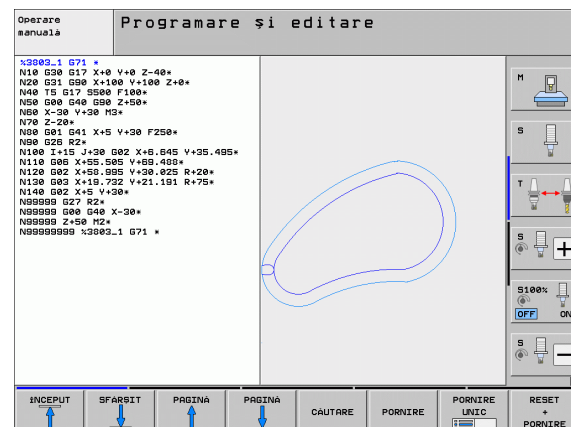 Operare
manuală
Programare și editare
%3803_1 G71 *
N10 G30 G17 X+0 Y+0 Z-40*
N20 G31 G90 X+100 Y+100 Z+0*
N40 T5 G17 S500 F100*
N50 G00 G40 G90 Z+50*
N60 X-30 Y+30 M3*
N70 Z-20*
N80 G01 G41 X+5 Y+30 F250*
N90 G26 R2*
N100 I+15 J+30 G02 X+6.645 Y+35.495*
N110 G06 X+55.505 Y+69.488*
N120 G02 X+58.995 Y+30.025 R+20*
N130 G03 X+19.732 Y+21.191 R+75*
N140 G02 X+5 Y+30*
N99999 G27 R2*
N99999 G00 G40 X-30*
N99999 Z+50 M2*
N99999999 %3803_1 G71 *
M
S
T
S
+
S100%
OFF
ON
S
−
ÎNCEPUT
SFÂRȘIT
PAGINĂ
PAGINĂ
CĂUTARE
PORNIRE
PORNIRE
UNIC
RESET
+
PORNIRE